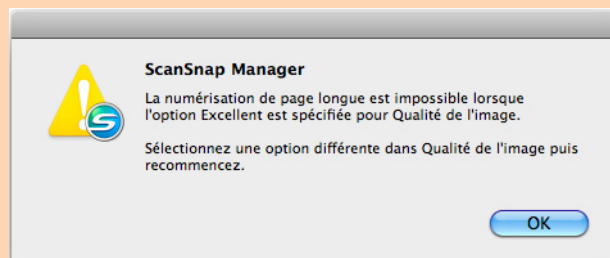 ScanSnap Manager
La numérisation de page longue est impossible lorsque
l'option Excellent est spécifiée pour Qualité de l'image.
Sélectionnez une option différente dans Qualité de l'image puis
recommencez.
OK